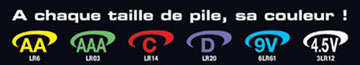 A chaque taille de pile, sa couleur !
AA AAA C D 9V 4.5V
LR6 LR03 LR14 LR20 6LR61 3LR12